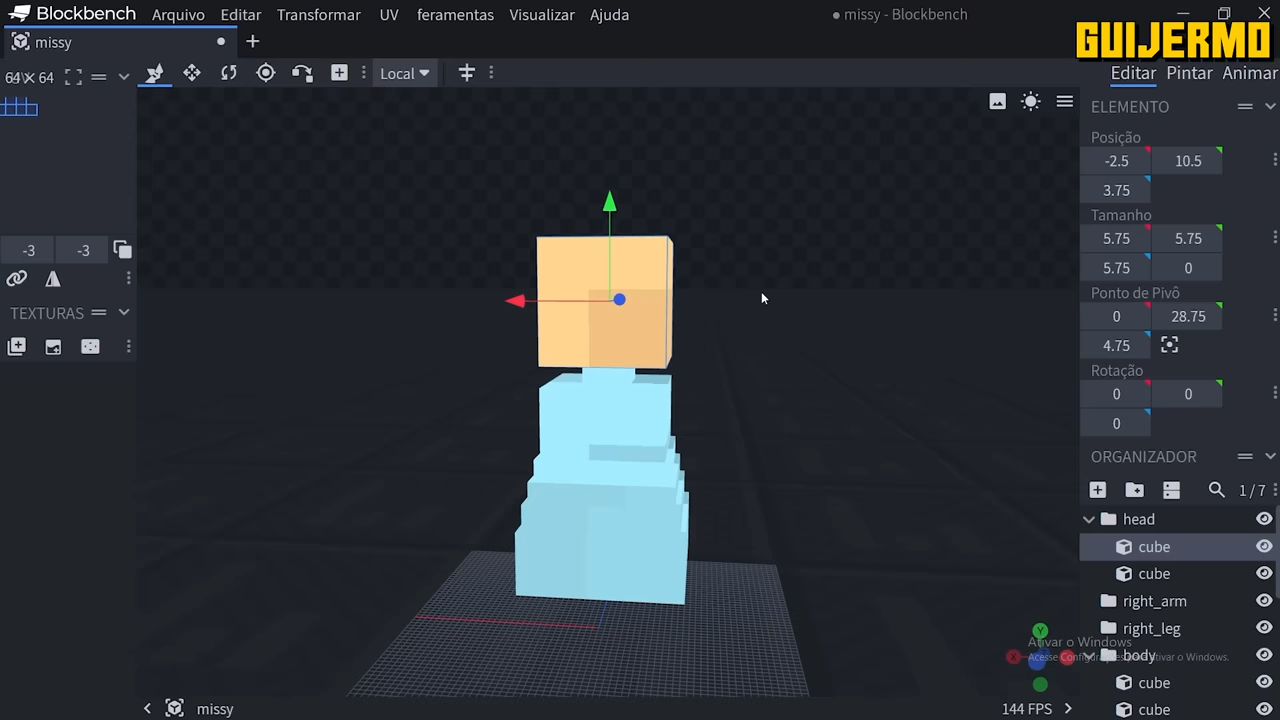 Blockbench Arquivo Editar Transformar UV ferramentas Visualizar Ajuda missy - Blockbench
GUIJERMO
missy
64 × 64 Local Editar Pintar Animar
ELEMENTO
Posição
-2.5 10.5
3.75
Tamanho
5.75 5.75
-3 -3
5.75 0
Ponto de Pivô
TEXTURAS
0 28.75
4.75
Rotação
0 0
0
ORGANIZADOR
1/7
head
cube
cube
right_arm
right_leg
Ativar o Windows
body
cube
missy 144 FPS cube